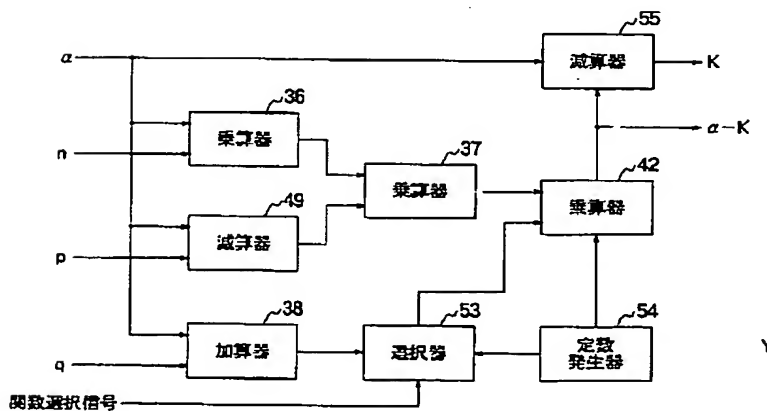 55
α
減算器
K
36
乗算器
α-K
n
37
49
乗算器
42
乗算器
減算器
p
38
53
54
加算器
選択器
定数
発生器
q
関数選択信号
Y